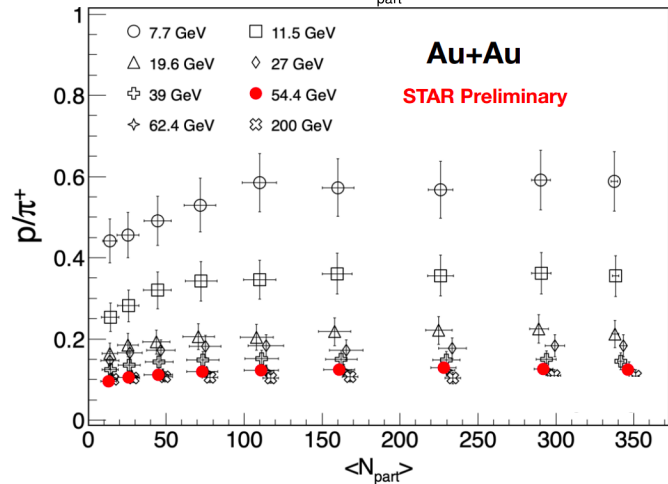 part
1
0.8
0.6
0.4
0.2
0
p/π+
7.7 GeV
11.5 GeV
19.6 GeV
27 GeV
39 GeV
54.4 GeV
62.4 GeV
200 GeV
Au+Au
STAR Preliminary
0 50 100 150 200 250 300 350
<Npart>